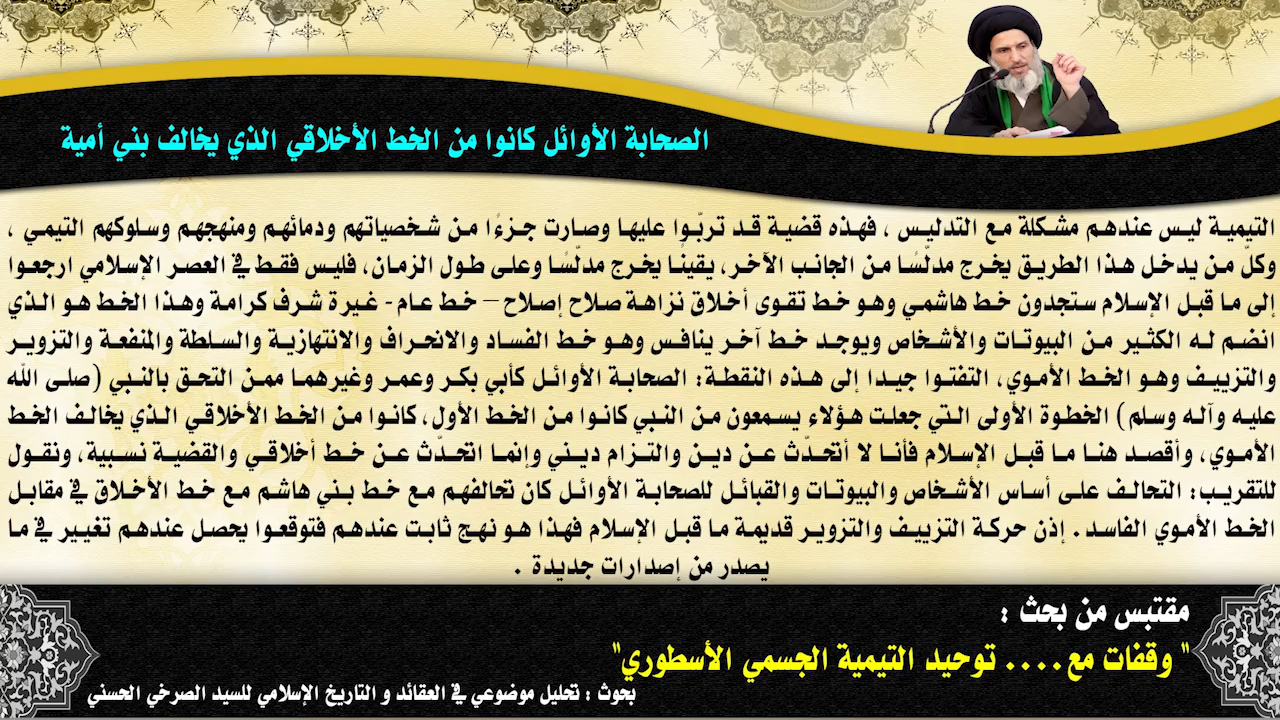 الصحابة الأوائل كانوا من الخط الأخلاقي الذي يخالف بني أمية
التيمية ليس عندهم مشكلة مع التدليس ، فهذه قضية قد تربّوا عليها وصارت جزءًا من شخصياتهم ودمائهم ومنهجهم وسلوكهم التيمي ،
وكلّ من يدخل هذا الطريق يخرج مدلّسًا من الجانب الآخر، يقينًا يخرج مدلّسًا وعلى طول الزمان، فليس فقط في العصر الإسلامي ارجعوا
إلى ما قبل الإسلام ستجدون خط هاشمي وهو خط تقوى أخلاق نزاهة صلاح إصلاح – خط عام- غيرة شرف كرامة وهذا الخط هو الذي
انضم له الكثير من البيوتات والأشخاص ويوجد خط آخر ينافس وهو خط الفساد والانحراف والانتهازية والسلطة والمنفعة والتزوير
والتزييف وهو الخط الأموي، التفتوا جيدا إلى هذه النقطة: الصحابة الأوائل كأبي بكر وعمر وغيرهما ممن التحق بالنبي (صلى الله
عليه وآله وسلم) الخطوة الأولى التي جعلت هؤلاء يسمعون من النبي كانوا من الخط الأول، كانوا من الخط الأخلاقي الذي يخالف الخط
الأموي، وأقصد هنا ما قبل الإسلام فأنا لا أتحدّث عن دين والتزام ديني وإنما اتحدّث عن خط أخلاقي والقضية نسبية، ونقول
للتقريب: التحالف على أساس الأشخاص والبيوتات والقبائل للصحابة الأوائل كان تحالفهم مع خط بني هاشم مع خط الأخلاق في مقابل
الخط الأموي الفاسد. إذن حركة التزييف والتزوير قديمة ما قبل الإسلام فهذا هو نهج ثابت عندهم فتوقعوا يحصل عندهم تغيير في ما
يصدر من إصدارات جديدة .
مقتبس من بحث :
" وقفات مع.... توحيد التيمية الجسمي الأسطوري"
بحوث : تحليل موضوعي في العقائد و التاريخ الإسلامي للسيد الصرخي الحسني